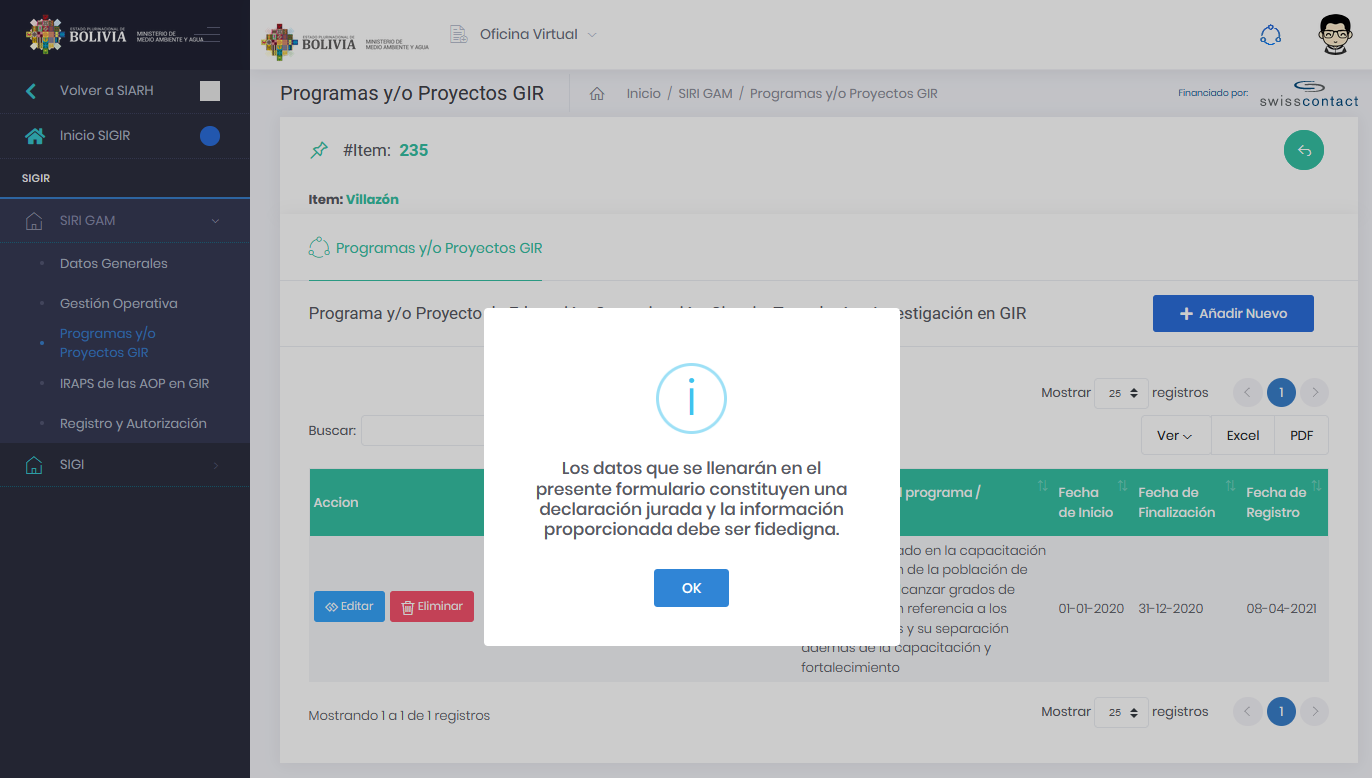 ESTADO PLURINACIONAL DE
BOLIVIA
MINISTERIO DE
MEDIO AMBIENTE Y AGUA
ESTADO PLURINACIONAL DE
BOLIVIA
MINISTERIO DE
MEDIO AMBIENTE Y AGUA
Oficina Virtual
Volver a SIARH
Inicio SIGIR
SIGIR
SIRI GAM
Datos Generales
Gestión Operativa
Programas y/o
Proyectos GIR
IRAPS de las AOP en GIR
Registro y Autorización
SIGI
Programas y/o Proyectos GIR
Inicio / SIRI GAM / Programas y/o Proyectos GIR
Financiado por:
swisscontact
#Item: 235
Item: Villazón
Programas y/o Proyectos GIR
Programa y/o Proyecto
estigación en GIR
Añadir Nuevo
Mostrar 25 registros
1
Buscar:
Ver
Excel
PDF
Los datos que se llenarán en el
presente formulario constituyen una
declaración jurada y la información
proporcionada debe ser fidedigna.
OK
Accion
programa /
Fecha
de Inicio
Fecha de
Finalización
Fecha de
Registro
Editar
Eliminar
ado en la capacitación
de la población de
canzar grados de
referencia a los
s y su separación
además de la capacitación y
fortalecimiento
01-01-2020
31-12-2020
08-04-2021
Mostrando 1 a 1 de 1 registros
Mostrar 25 registros
1